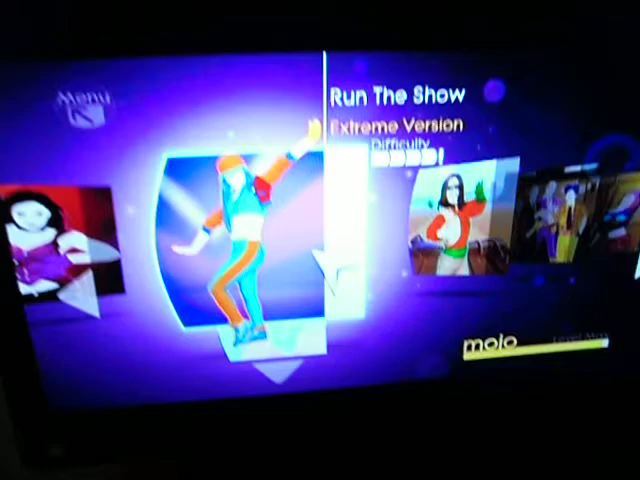 Menu
Run The Show
Extreme Version
Difficulty
mojo